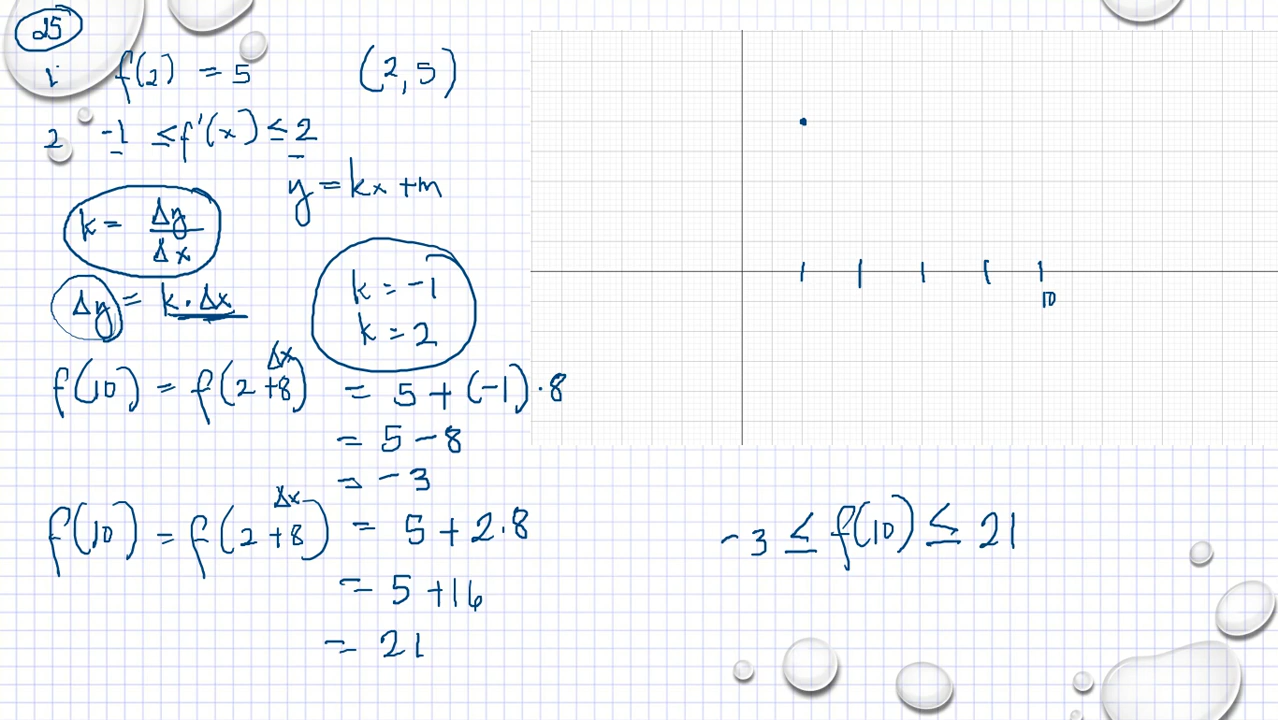 25
1. f(2) = 5 (2,5)
2 -1 ≤ f'(x) ≤ 2
y = kx + m
k = Δy/Δx
Δy = k · Δx
k = -1
k = 2
Δx
f(10) = f(2+8) = 5 + (-1) · 8
= 5 - 8
= -3
Δx
f(10) = f(2+8) = 5 + 2·8
= 5 + 16
= 21
10
-3 ≤ f(10) ≤ 21